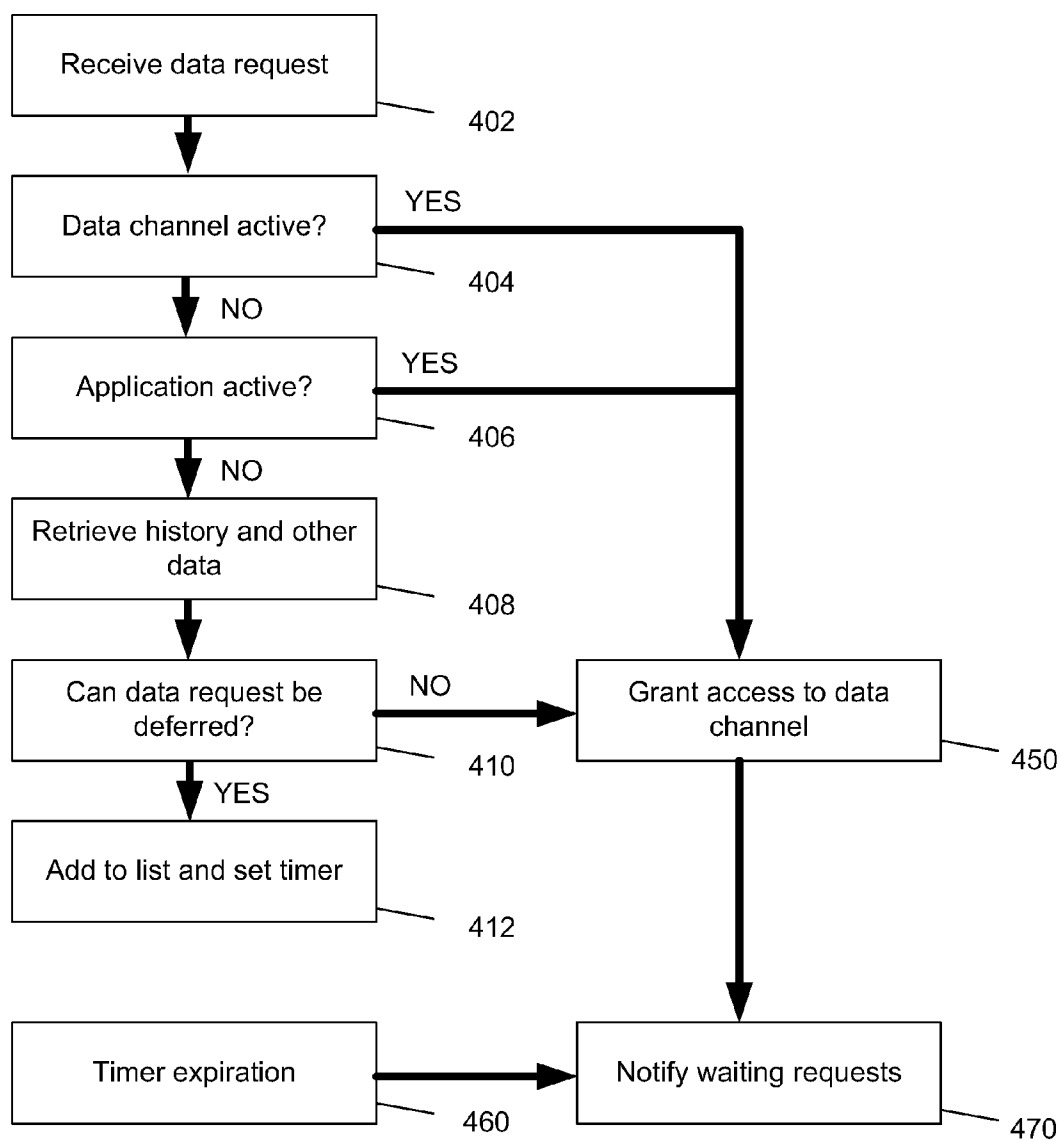 Receive data request
402
Data channel active?
YES
404
NO
Application active?
YES
406
NO
Retrieve history and other
data
408
Can data request be
deferred?
NO
410
Grant access to data
channel
450
YES
Add to list and set timer
412
Timer expiration
460
Notify waiting requests
470